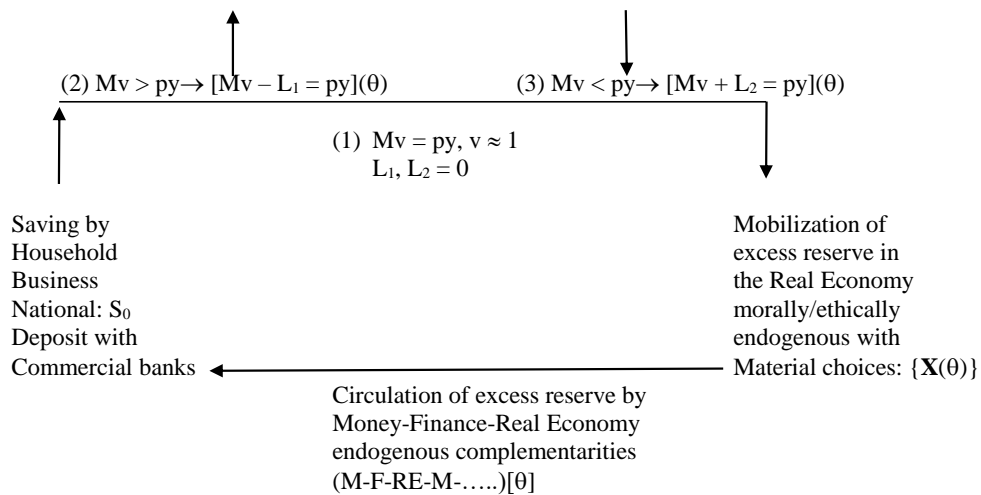 (2) Mv > py→ [Mv – L₁ = py](θ)
(3) Mv < py→ [Mv + L₂ = py](θ)
(1) Mv = py, v ≈ 1
L₁, L₂ = 0
Saving by
Household
Business
National: S₀
Deposit with
Commercial banks
Mobilization of
excess reserve in
the Real Economy
morally/ethically
endogenous with
Material choices: {X(θ)}
Circulation of excess reserve by
Money-Finance-Real Economy
endogenous complementarities
(M-F-RE-M-…..)[θ]